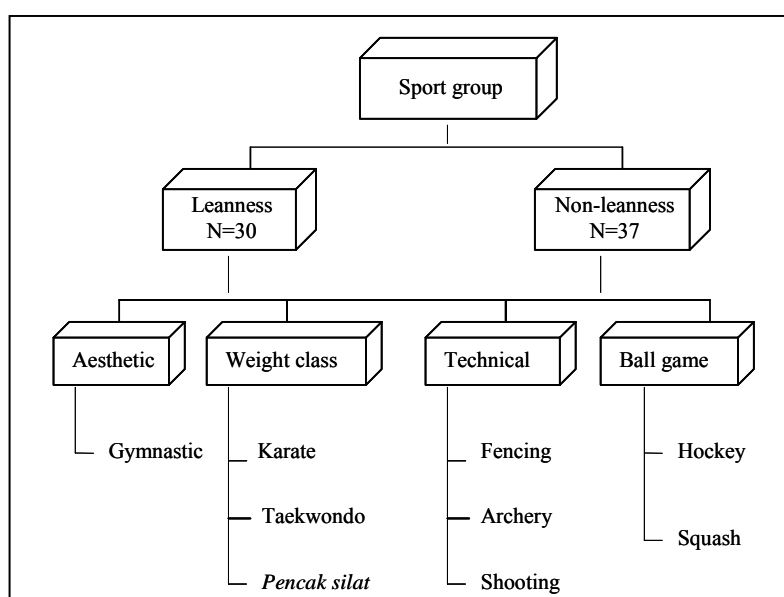 Sport group
Leanness
N=30
Non-leanness
N=37
Aesthetic
Weight class
Technical
Ball game
Gymnastic
Karate
Taekwondo
Pencak silat
Fencing
Archery
Shooting
Hockey
Squash